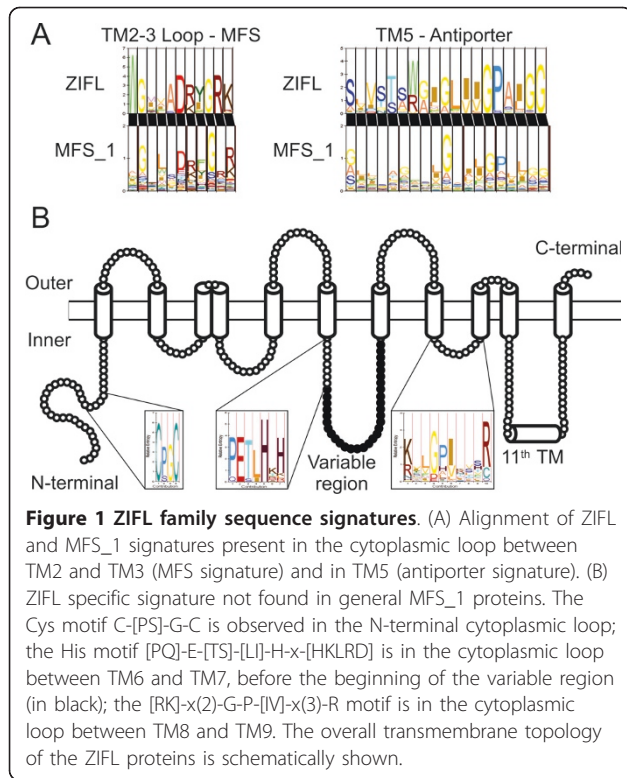 A
TM2-3 Loop - MFS
TM5 - Antiporter
ZIFL
ZIFL
MFS_1
MFS_1
B
C-terminal
Outer
Inner
N-terminal
Variable
region
11th TM
Figure 1 ZIFL family sequence signatures. (A) Alignment of ZIFL
and MFS_1 signatures present in the cytoplasmic loop between
TM2 and TM3 (MFS signature) and in TM5 (antiporter signature). (B)
ZIFL specific signature not found in general MFS_1 proteins. The
Cys motif C-[PS]-G-C is observed in the N-terminal cytoplasmic loop;
the His motif [PQ]-E-[TS]-[LI]-H-x-[HKLRD] is in the cytoplasmic loop
between TM6 and TM7, before the beginning of the variable region
(in black); the [RK]-x(2)-G-P-[IV]-x(3)-R motif is in the cytoplasmic
loop between TM8 and TM9. The overall transmembrane topology
of the ZIFL proteins is schematically shown.